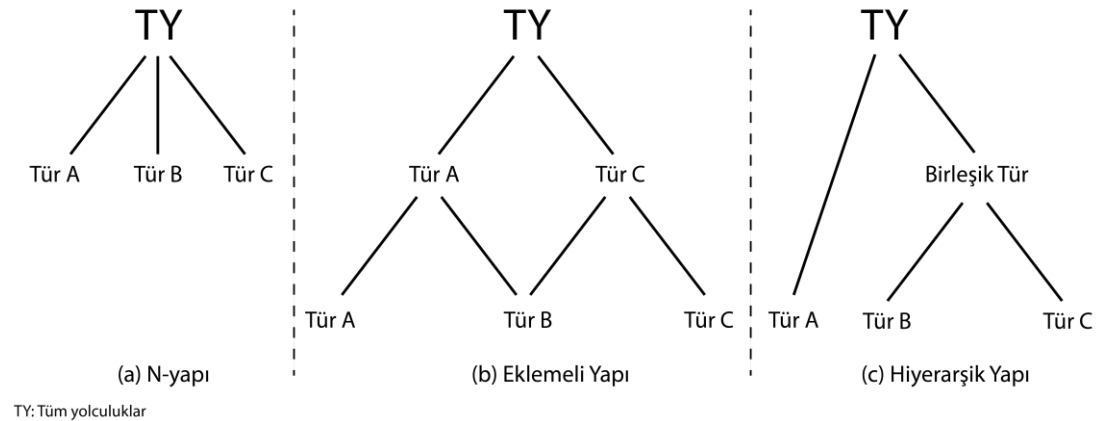 TY
Tür A Tür B Tür C
(a) N-yapı
TY
Tür A Tür C
Tür A Tür B Tür C
(b) Eklemeli Yapı
TY
Birleşik Tür
Tür A Tür B Tür C
(c) Hiyerarşik Yapı
TY: Tüm yolculuklar